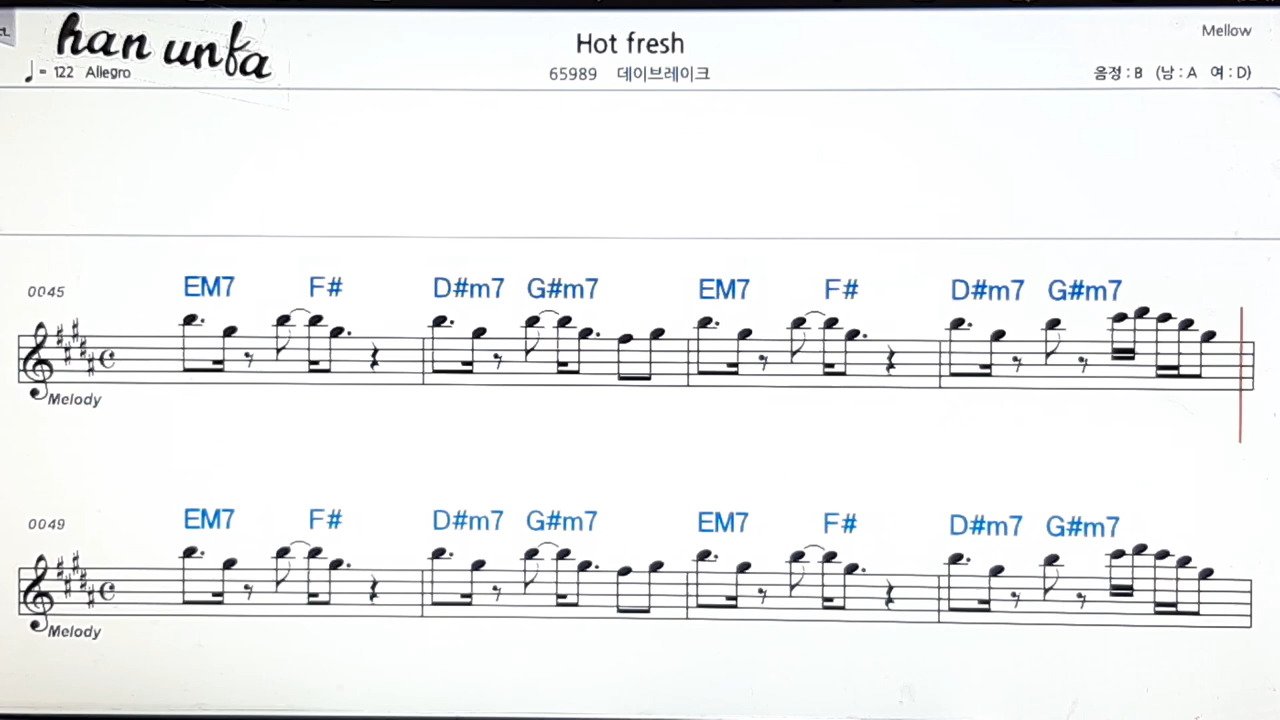 han unfa
Hot fresh
Mellow
♩= 122 Allegro
65989 데이브레이크
음정 : B (남 : A 여 : D)
0045
EM7 F# D#m7 G#m7 EM7 F# D#m7 G#m7
Melody
0049
EM7 F# D#m7 G#m7 EM7 F# D#m7 G#m7
Melody